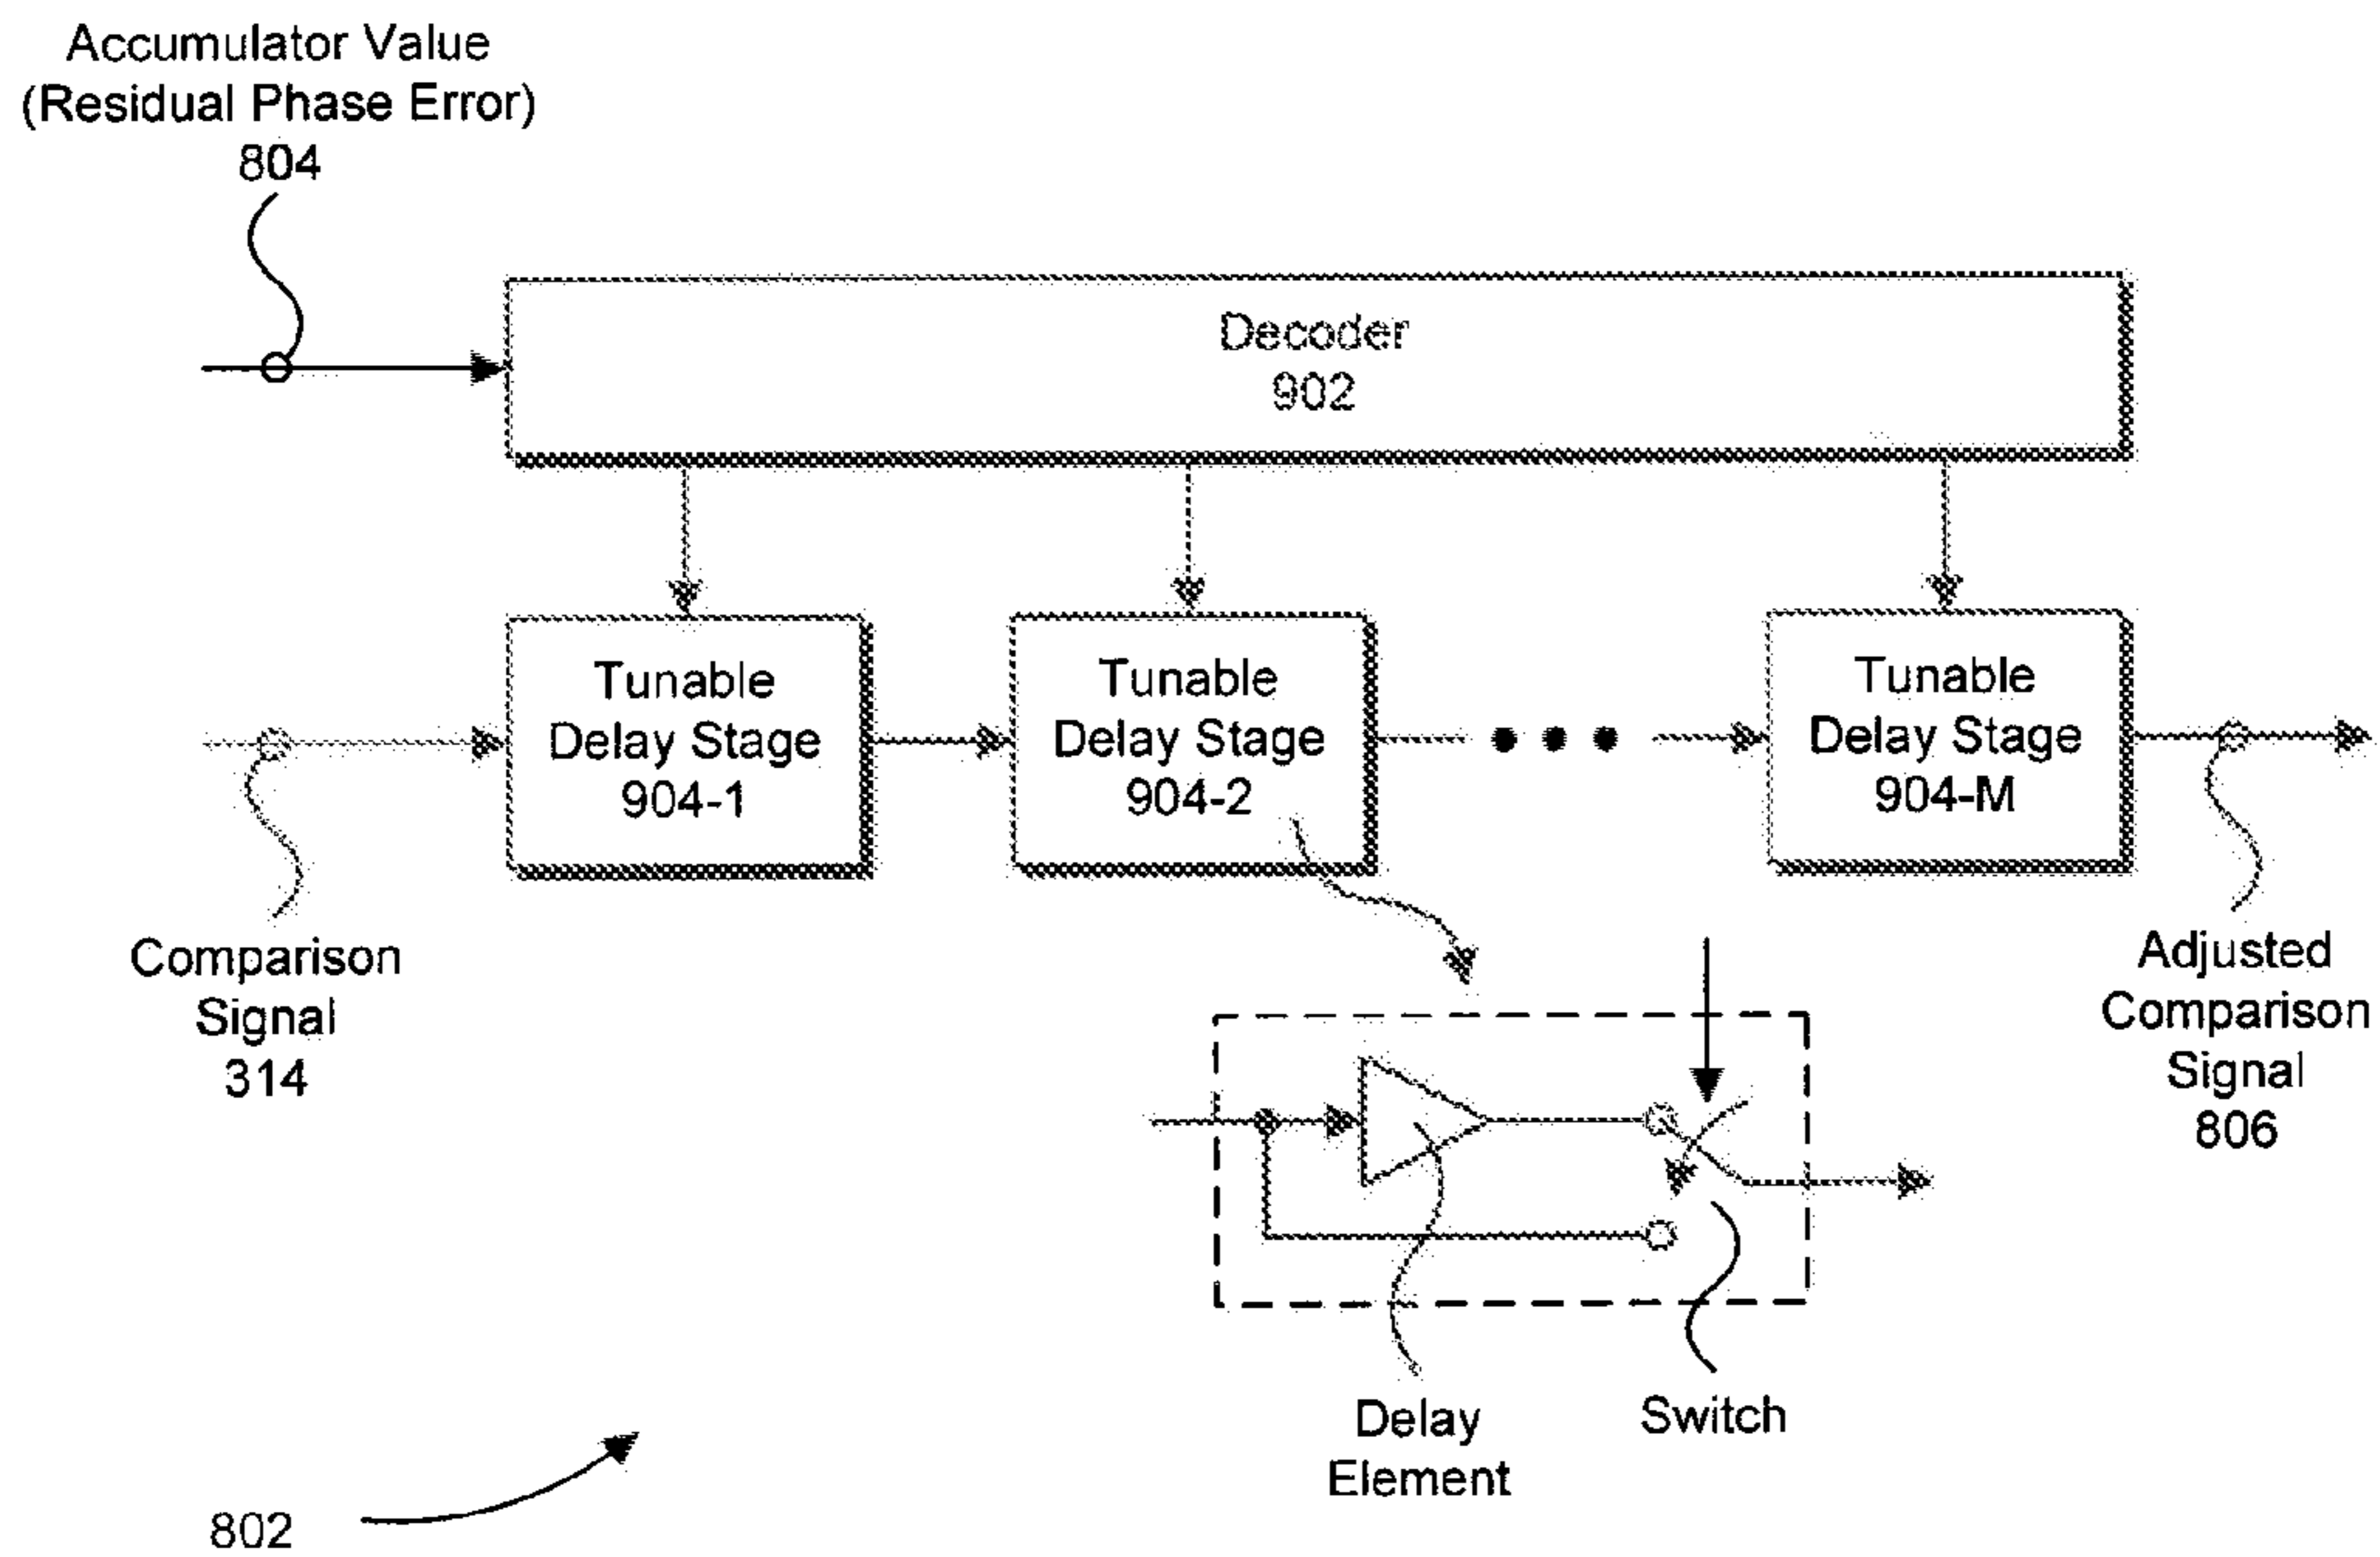 Accumulator Value
(Residual Phase Error)
804
Decoder
902
Tunable
Delay Stage
904-1
Tunable
Delay Stage
904-2
Tunable
Delay Stage
904-M
Comparison
Signal
314
Adjusted
Comparison
Signal
806
Delay
Element
Switch
802